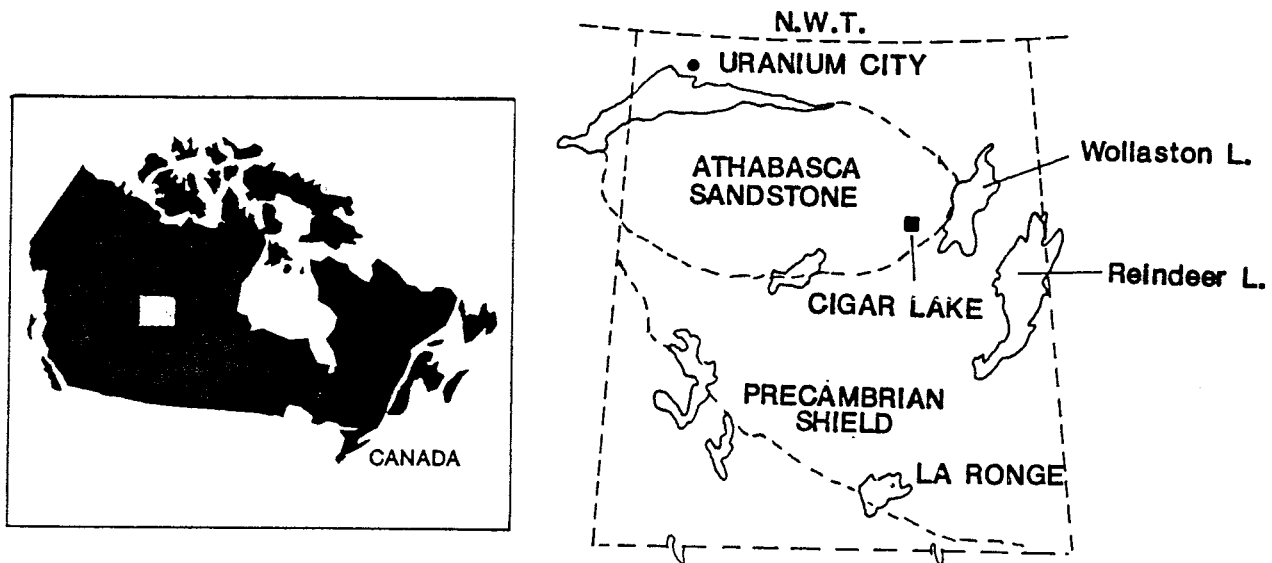 CANADA
N.W.T.
URANIUM CITY
Wollaston L.
ATHABASCA
SANDSTONE
Reindeer L.
CIGAR LAKE
PRECAMBRIAN
SHIELD
LA RONGE